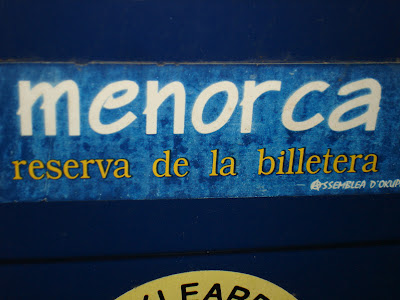 menorca
reserva de la billetera
ASSEMBLEA D'OKUP